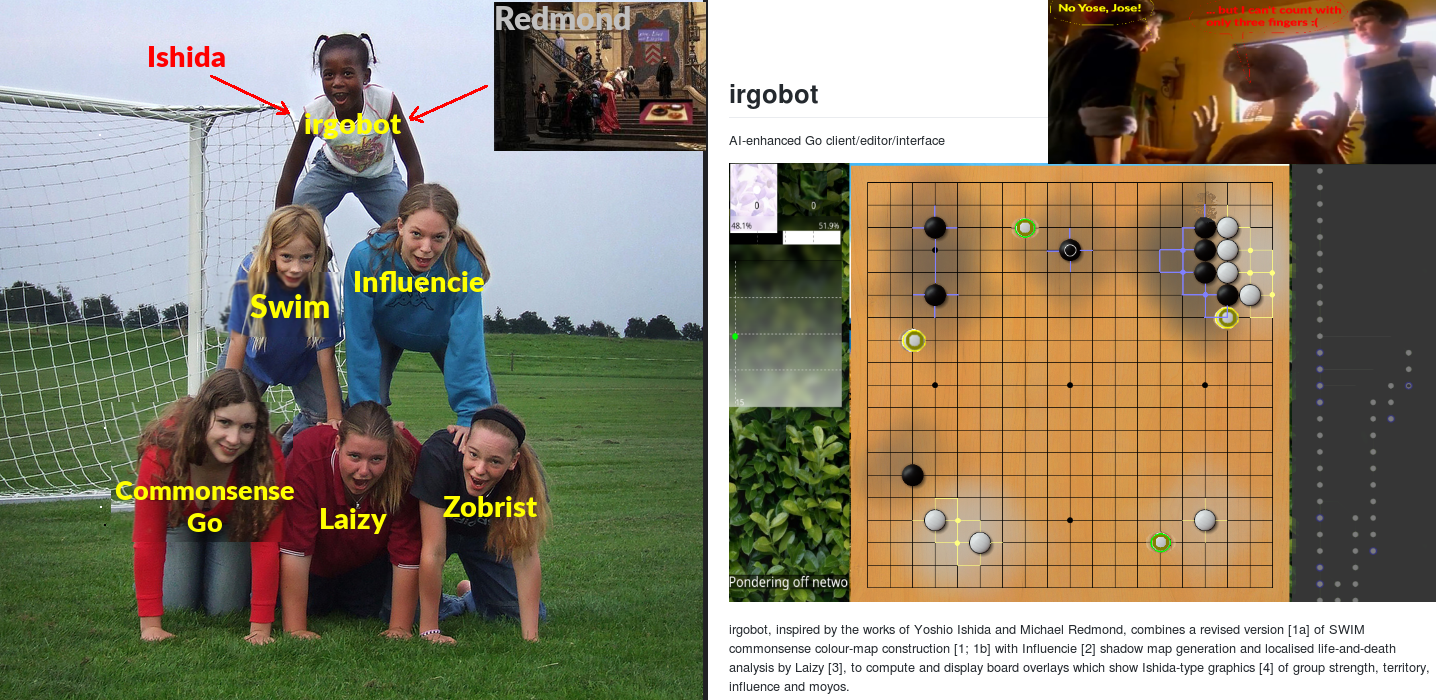 Redmond
Ishida
irgobot
Swim
Influencie
Commonsense
Go
Laizy
Zobrist
No Yose, Jose!
... but I can't count with
only three fingers :(
irgobot
AI-enhanced Go client/editor/interface
0
0
48.1%
51.9%
15
Pondering off netwo
irgobot, inspired by the works of Yoshio Ishida and Michael Redmond, combines a revised version [1a] of SWIM
commonsense colour-map construction [1; 1b] with Influencie [2] shadow map generation and localised life-and-death
analysis by Laizy [3], to compute and display board overlays which show Ishida-type graphics [4] of group strength, territory,
influence and moyos.